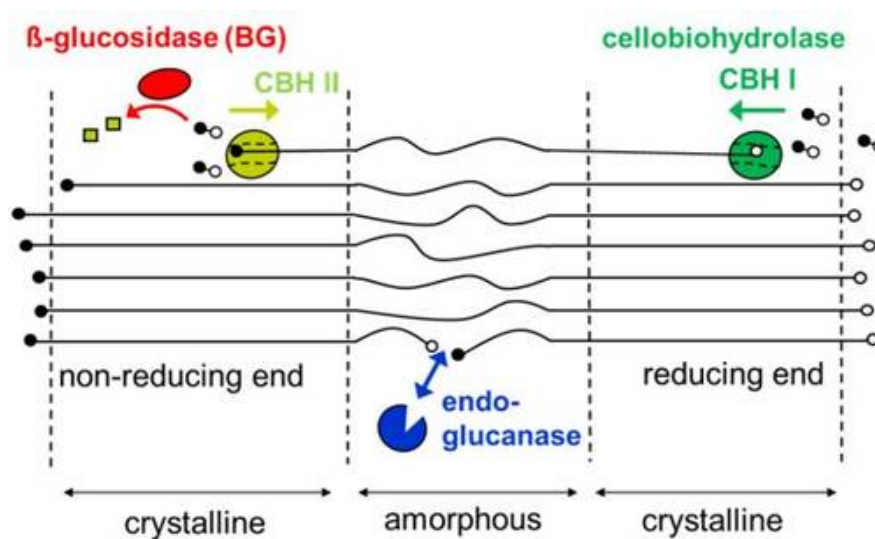 ß-glucosidase (BG)
cellobiohydrolase
CBH II
CBH I
non-reducing end
reducing end
endo-
glucanase
crystalline
amorphous
crystalline